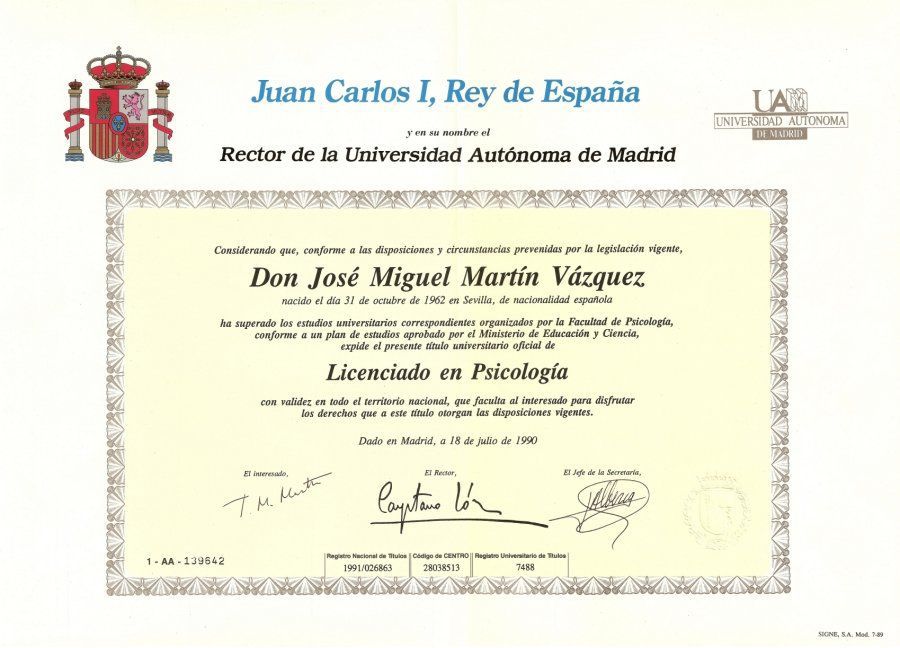 Juan Carlos I, Rey de España
y en su nombre el
Rector de la Universidad Autónoma de Madrid
UA
UNIVERSIDAD AUTONOMA
DE MADRID
Considerando que, conforme a las disposiciones y circunstancias prevenidas por la legislación vigente,
Don José Miguel Martín Vázquez
nacido el día 31 de octubre de 1962 en Sevilla, de nacionalidad española
ha superado los estudios universitarios correspondientes organizados por la Facultad de Psicología,
conforme a un plan de estudios aprobado por el Ministerio de Educación y Ciencia,
expide el presente título universitario oficial de
Licenciado en Psicología
con validez en todo el territorio nacional, que faculta al interesado para disfrutar
los derechos que a este título otorgan las disposiciones vigentes.
Dado en Madrid, a 18 de julio de 1990
El interesado, El Rector, El Jefe de la Secretaría,
1 - AA - 139642
Registro Nacional de Títulos Código de CENTRO Registro Universitario de Títulos
1991/026863 28038513 7488
SIGNE, S.A. Mod. 7-89